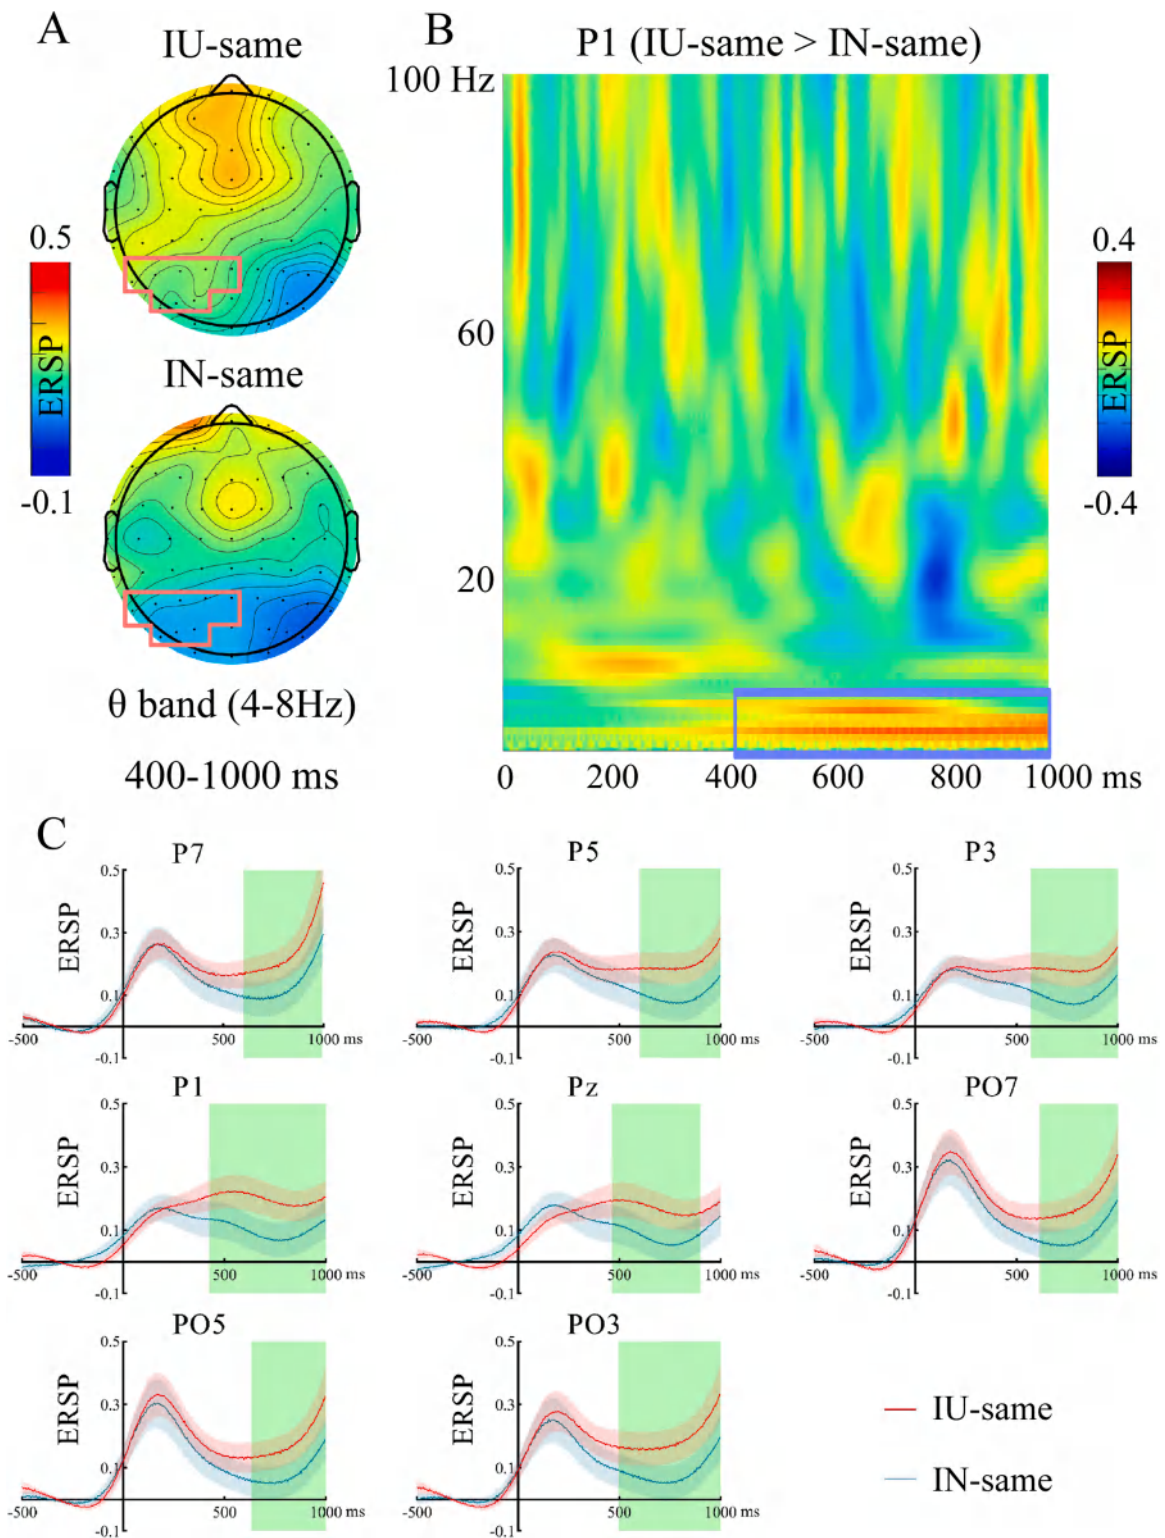 A
IU-same
0.5
ERSP
-0.1
IN-same
θ band (4-8Hz)
400-1000 ms
B
P1 (IU-same > IN-same)
100 Hz
60
20
0 200 400 600 800 1000 ms
0.4
ERSP
-0.4
C
P7
ERSP
0.5
0.3
0.1
-0.1
-500 500 1000 ms
P5
ERSP
0.5
0.3
0.1
-0.1
-500 500 1000 ms
P3
ERSP
0.5
0.3
0.1
-0.1
-500 500 1000 ms
P1
ERSP
0.5
0.3
0.1
-0.1
-500 500 1000 ms
Pz
ERSP
0.5
0.3
0.1
-0.1
-500 500 1000 ms
PO7
ERSP
0.5
0.3
0.1
-0.1
-500 500 1000 ms
PO5
ERSP
0.5
0.3
0.1
-0.1
-500 500 1000 ms
PO3
ERSP
0.5
0.3
0.1
-0.1
-500 500 1000 ms
IU-same
IN-same